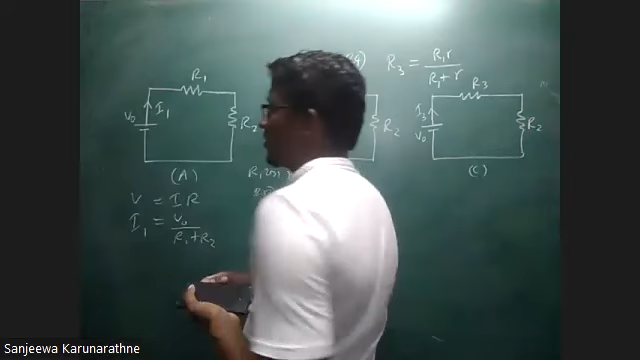 R₃ = R₁r / R₁ + r
R₁
V₀ I₁ R₂
(A)
R₂
R₃
I₃ V₀ R₂
(C)
V = IR
I₁ = V₀ / R₁ + R₂
Sanjeewa Karunarathne